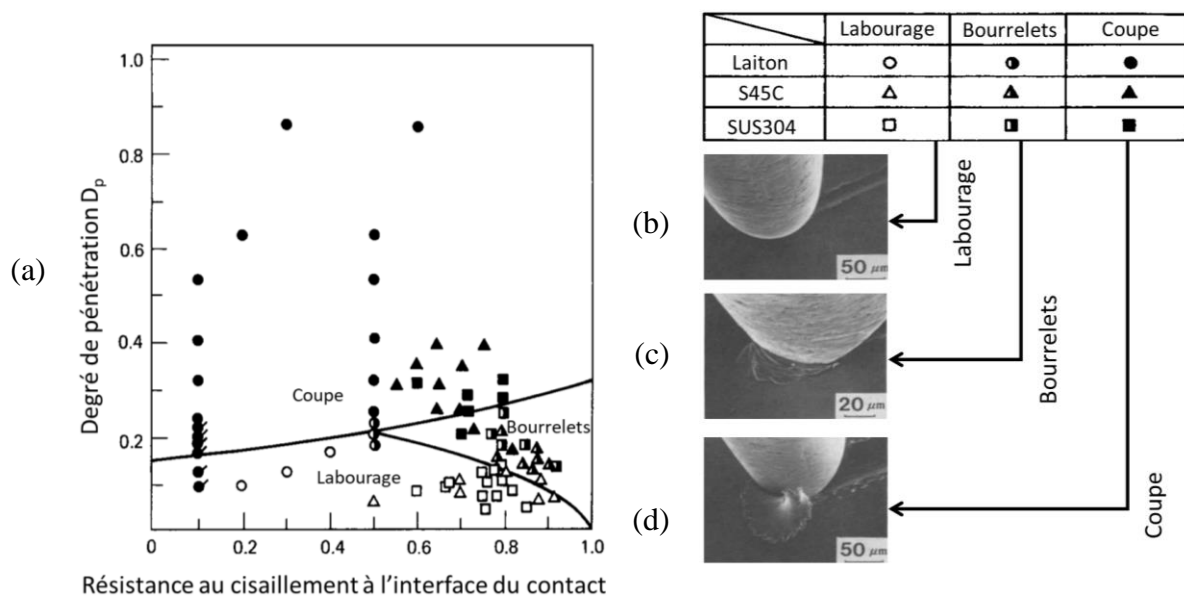 (a)
Degré de pénétration Dp
1.0
0.8
0.6
0.4
0.2
0
0.2
0.4
0.6
0.8
1.0
Coupe
Bourrelets
Labourage
Résistance au cisaillement à l'interface du contact
Labourage Bourrelets Coupe
Laiton
S45C
SUS304
(b)
50 μm
Labourage
(c)
20 μm
Bourrelets
(d)
50 μm
Coupe